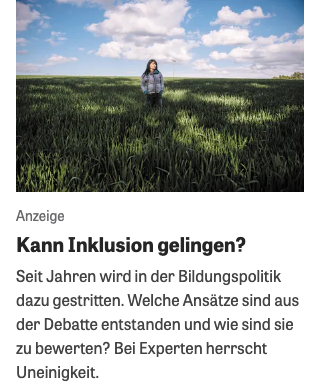 Anzeige
Kann Inklusion gelingen?
Seit Jahren wird in der Bildungspolitik
dazu gestritten. Welche Ansätze sind aus
der Debatte entstanden und wie sind sie
zu bewerten? Bei Experten herrscht
Uneinigkeit.